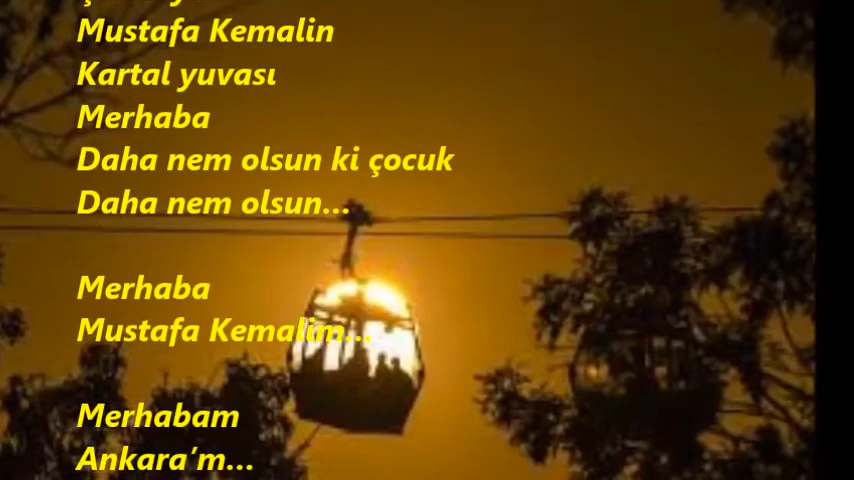 Mustafa Kemalin
Kartal yuvası
Merhaba
Daha nem olsun ki çocuk
Daha nem olsun...
Merhaba
Mustafa Kemalim...
Merhabam
Ankara’m...